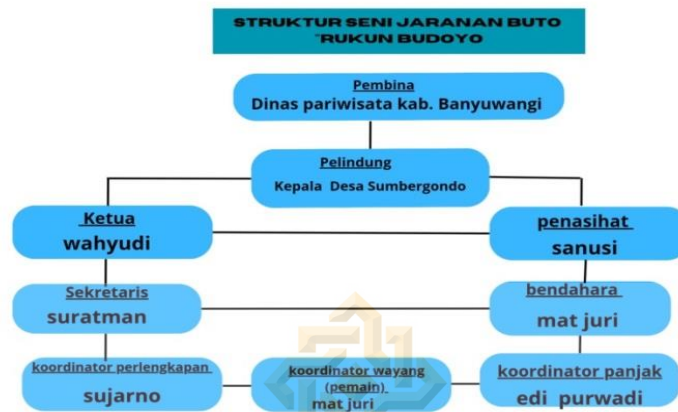 STRUKTUR SENI JARANAN BUTO
"RUKUN BUDOYO
Pembina
Dinas pariwisata kab. Banyuwangi
Pelindung
Kepala Desa Sumbergondo
Ketua
wahyudi
penasihat
sanusi
Sekretaris
suratman
bendahara
mat juri
koordinator perlengkapan
sujarno
koordinator wayang
(pemain)
mat juri
koordinator panjak
edi purwadi